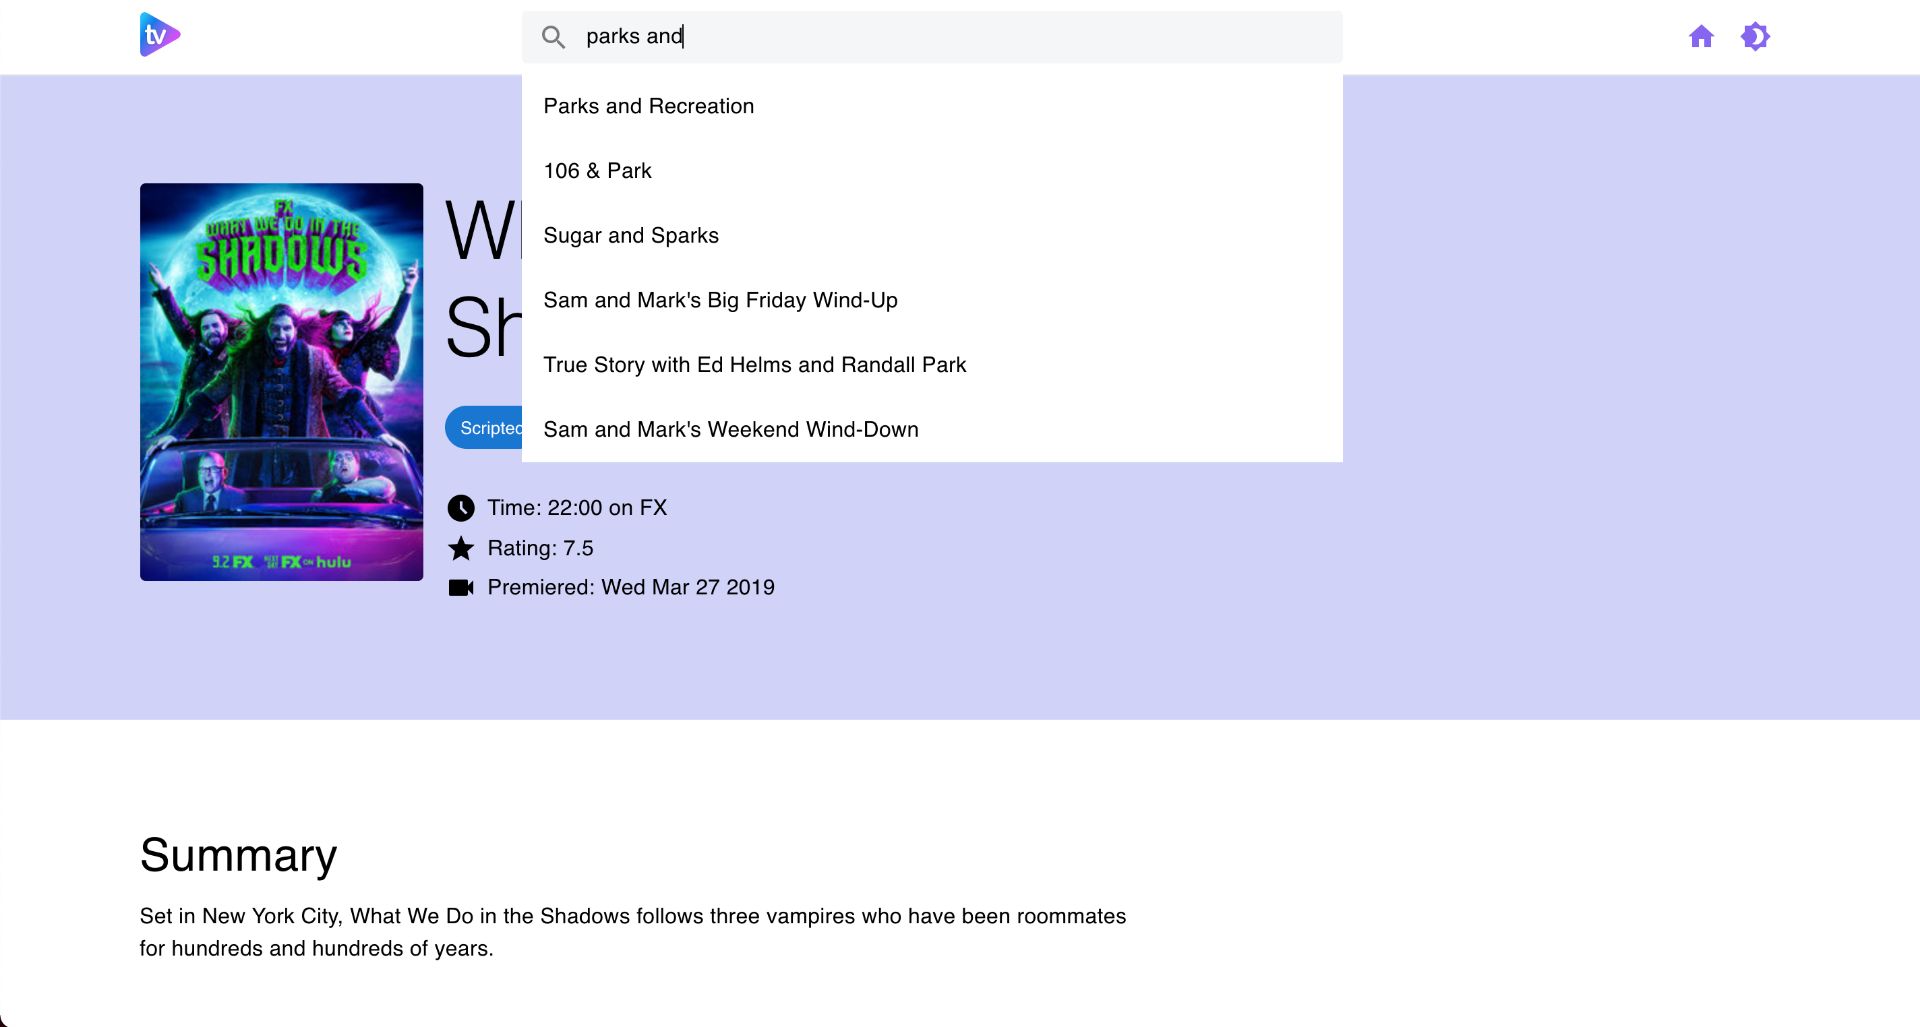 tv
parks and
Parks and Recreation
106 & Park
Sugar and Sparks
Sam and Mark's Big Friday Wind-Up
True Story with Ed Helms and Randall Park
Sam and Mark's Weekend Wind-Down
FX
WHAT WE DO IN THE
SHADOWS
9.2 FX NEXT DAY FX ON hulu
Scripted
Time: 22:00 on FX
Rating: 7.5
Premiered: Wed Mar 27 2019
Summary
Set in New York City, What We Do in the Shadows follows three vampires who have been roommates
for hundreds and hundreds of years.